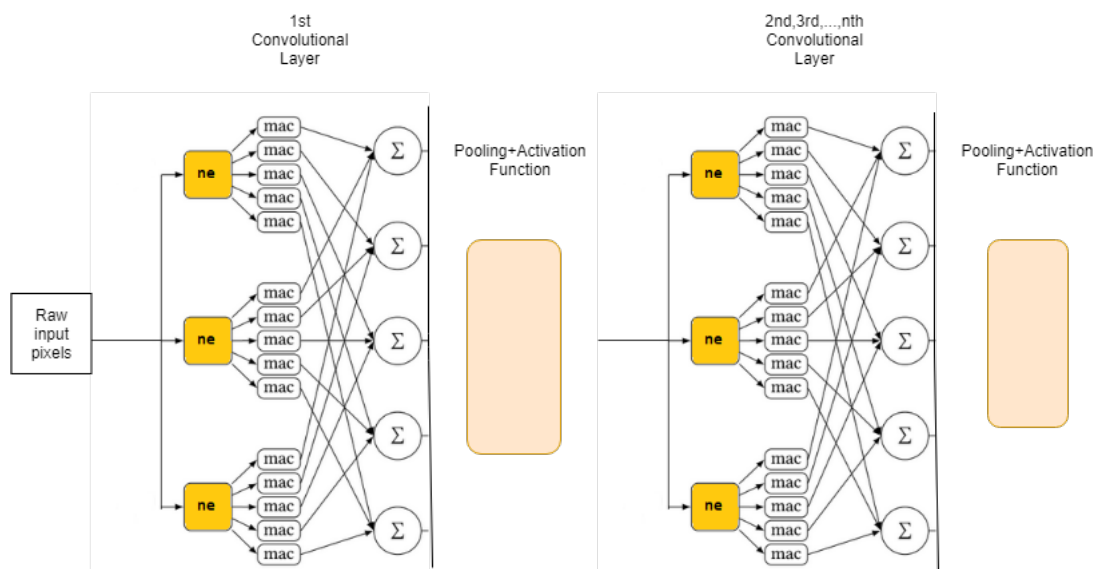 1st
Convolutional
Layer
2nd,3rd,...,nth
Convolutional
Layer
Raw
input
pixels
ne
mac
mac
mac
mac
mac
ne
mac
mac
mac
mac
mac
ne
mac
mac
mac
mac
mac
Σ
Σ
Σ
Σ
Σ
Pooling+Activation
Function
ne
mac
mac
mac
mac
mac
ne
mac
mac
mac
mac
mac
ne
mac
mac
mac
mac
mac
Σ
Σ
Σ
Σ
Σ
Pooling+Activation
Function